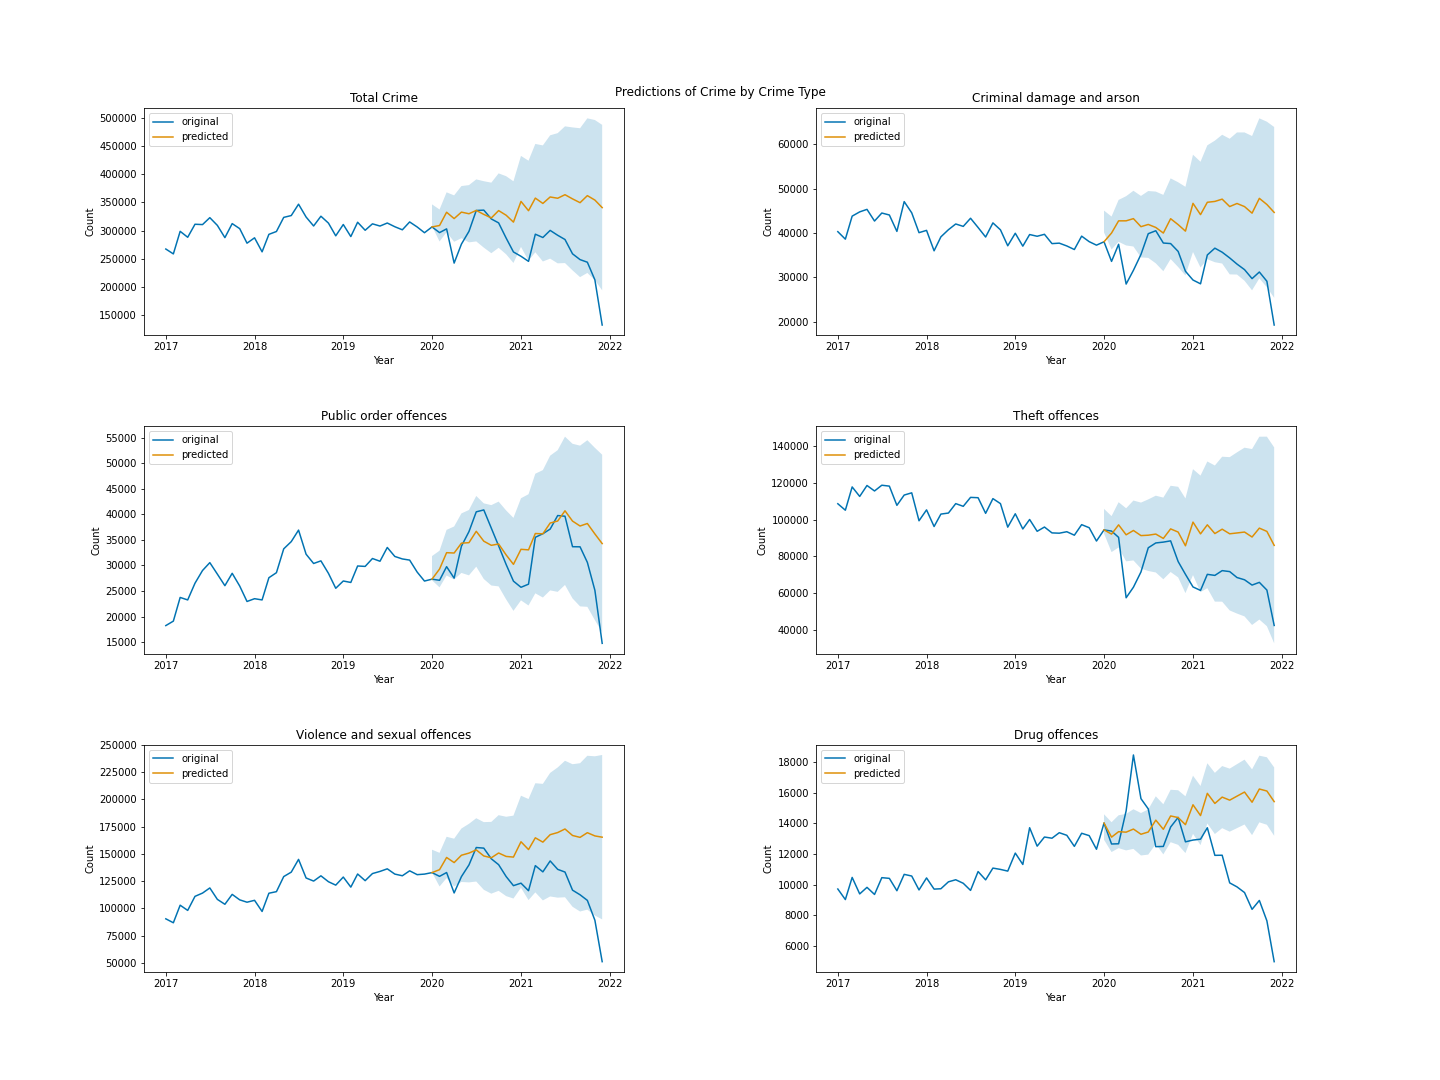 Predictions of Crime by Crime Type
Total Crime
original
predicted
500000
450000
400000
350000
300000
250000
200000
150000
Count
2017 2018 2019 2020 2021 2022
Year
Criminal damage and arson
original
predicted
60000
50000
40000
30000
20000
Count
2017 2018 2019 2020 2021 2022
Year
Public order offences
original
predicted
55000
50000
45000
40000
35000
30000
25000
20000
15000
Count
2017 2018 2019 2020 2021 2022
Year
Theft offences
original
predicted
140000
120000
100000
80000
60000
40000
Count
2017 2018 2019 2020 2021 2022
Year
Violence and sexual offences
original
predicted
250000
225000
200000
175000
150000
125000
100000
75000
50000
Count
2017 2018 2019 2020 2021 2022
Year
Drug offences
original
predicted
18000
16000
14000
12000
10000
8000
6000
Count
2017 2018 2019 2020 2021 2022
Year